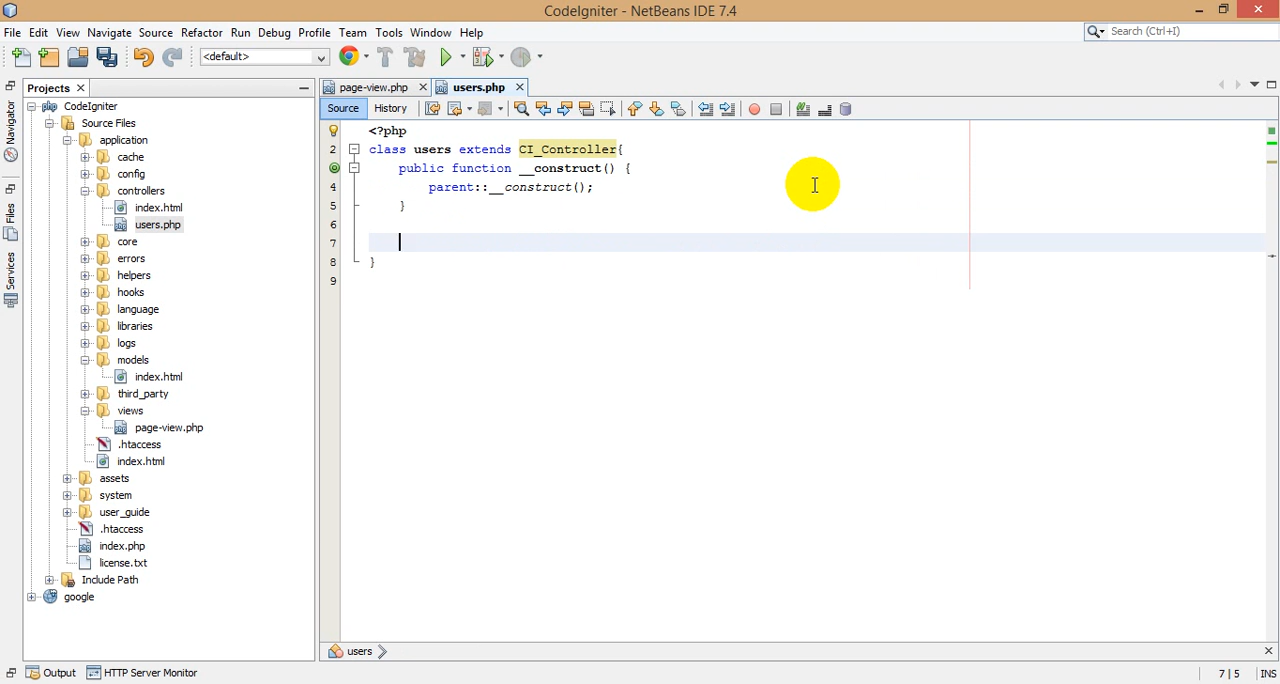 CodeIgniter - NetBeans IDE 7.4
File Edit View Navigate Source Refactor Run Debug Profile Team Tools Window Help
Search (Ctrl+I)
<default>
Projects
page-view.php
users.php
Source History
Navigator
Files
Services
CodeIgniter
Source Files
application
cache
config
controllers
index.html
users.php
core
errors
helpers
hooks
language
libraries
logs
models
index.html
third_party
views
page-view.php
.htaccess
index.html
assets
system
user_guide
.htaccess
index.php
license.txt
Include Path
google
<?php
2 class users extends CI_Controller{
public function __construct() {
4 parent::__construct();
5 }
6
7
8 }
9
users
Output HTTP Server Monitor
7 | 5 INS